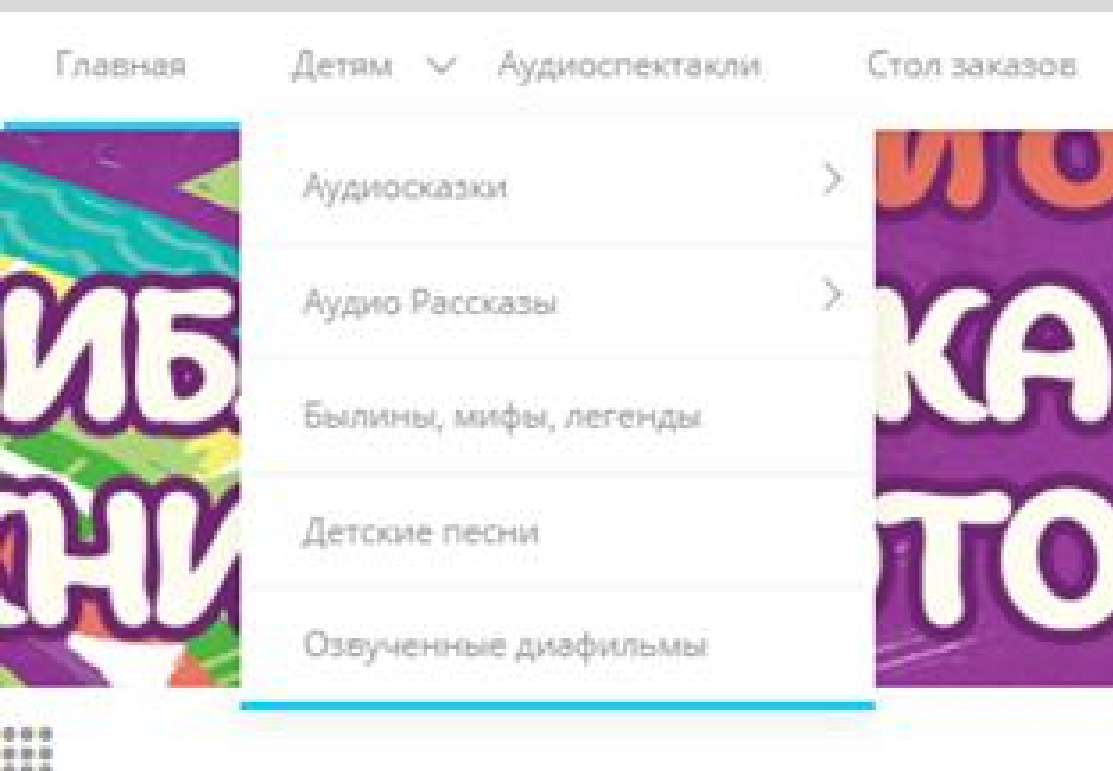 Главная Детям Аудиоспектакли Стол заказов
Аудиосказки
Аудио Рассказы
Былины, мифы, легенды
Детские песни
Озвученные диафильмы